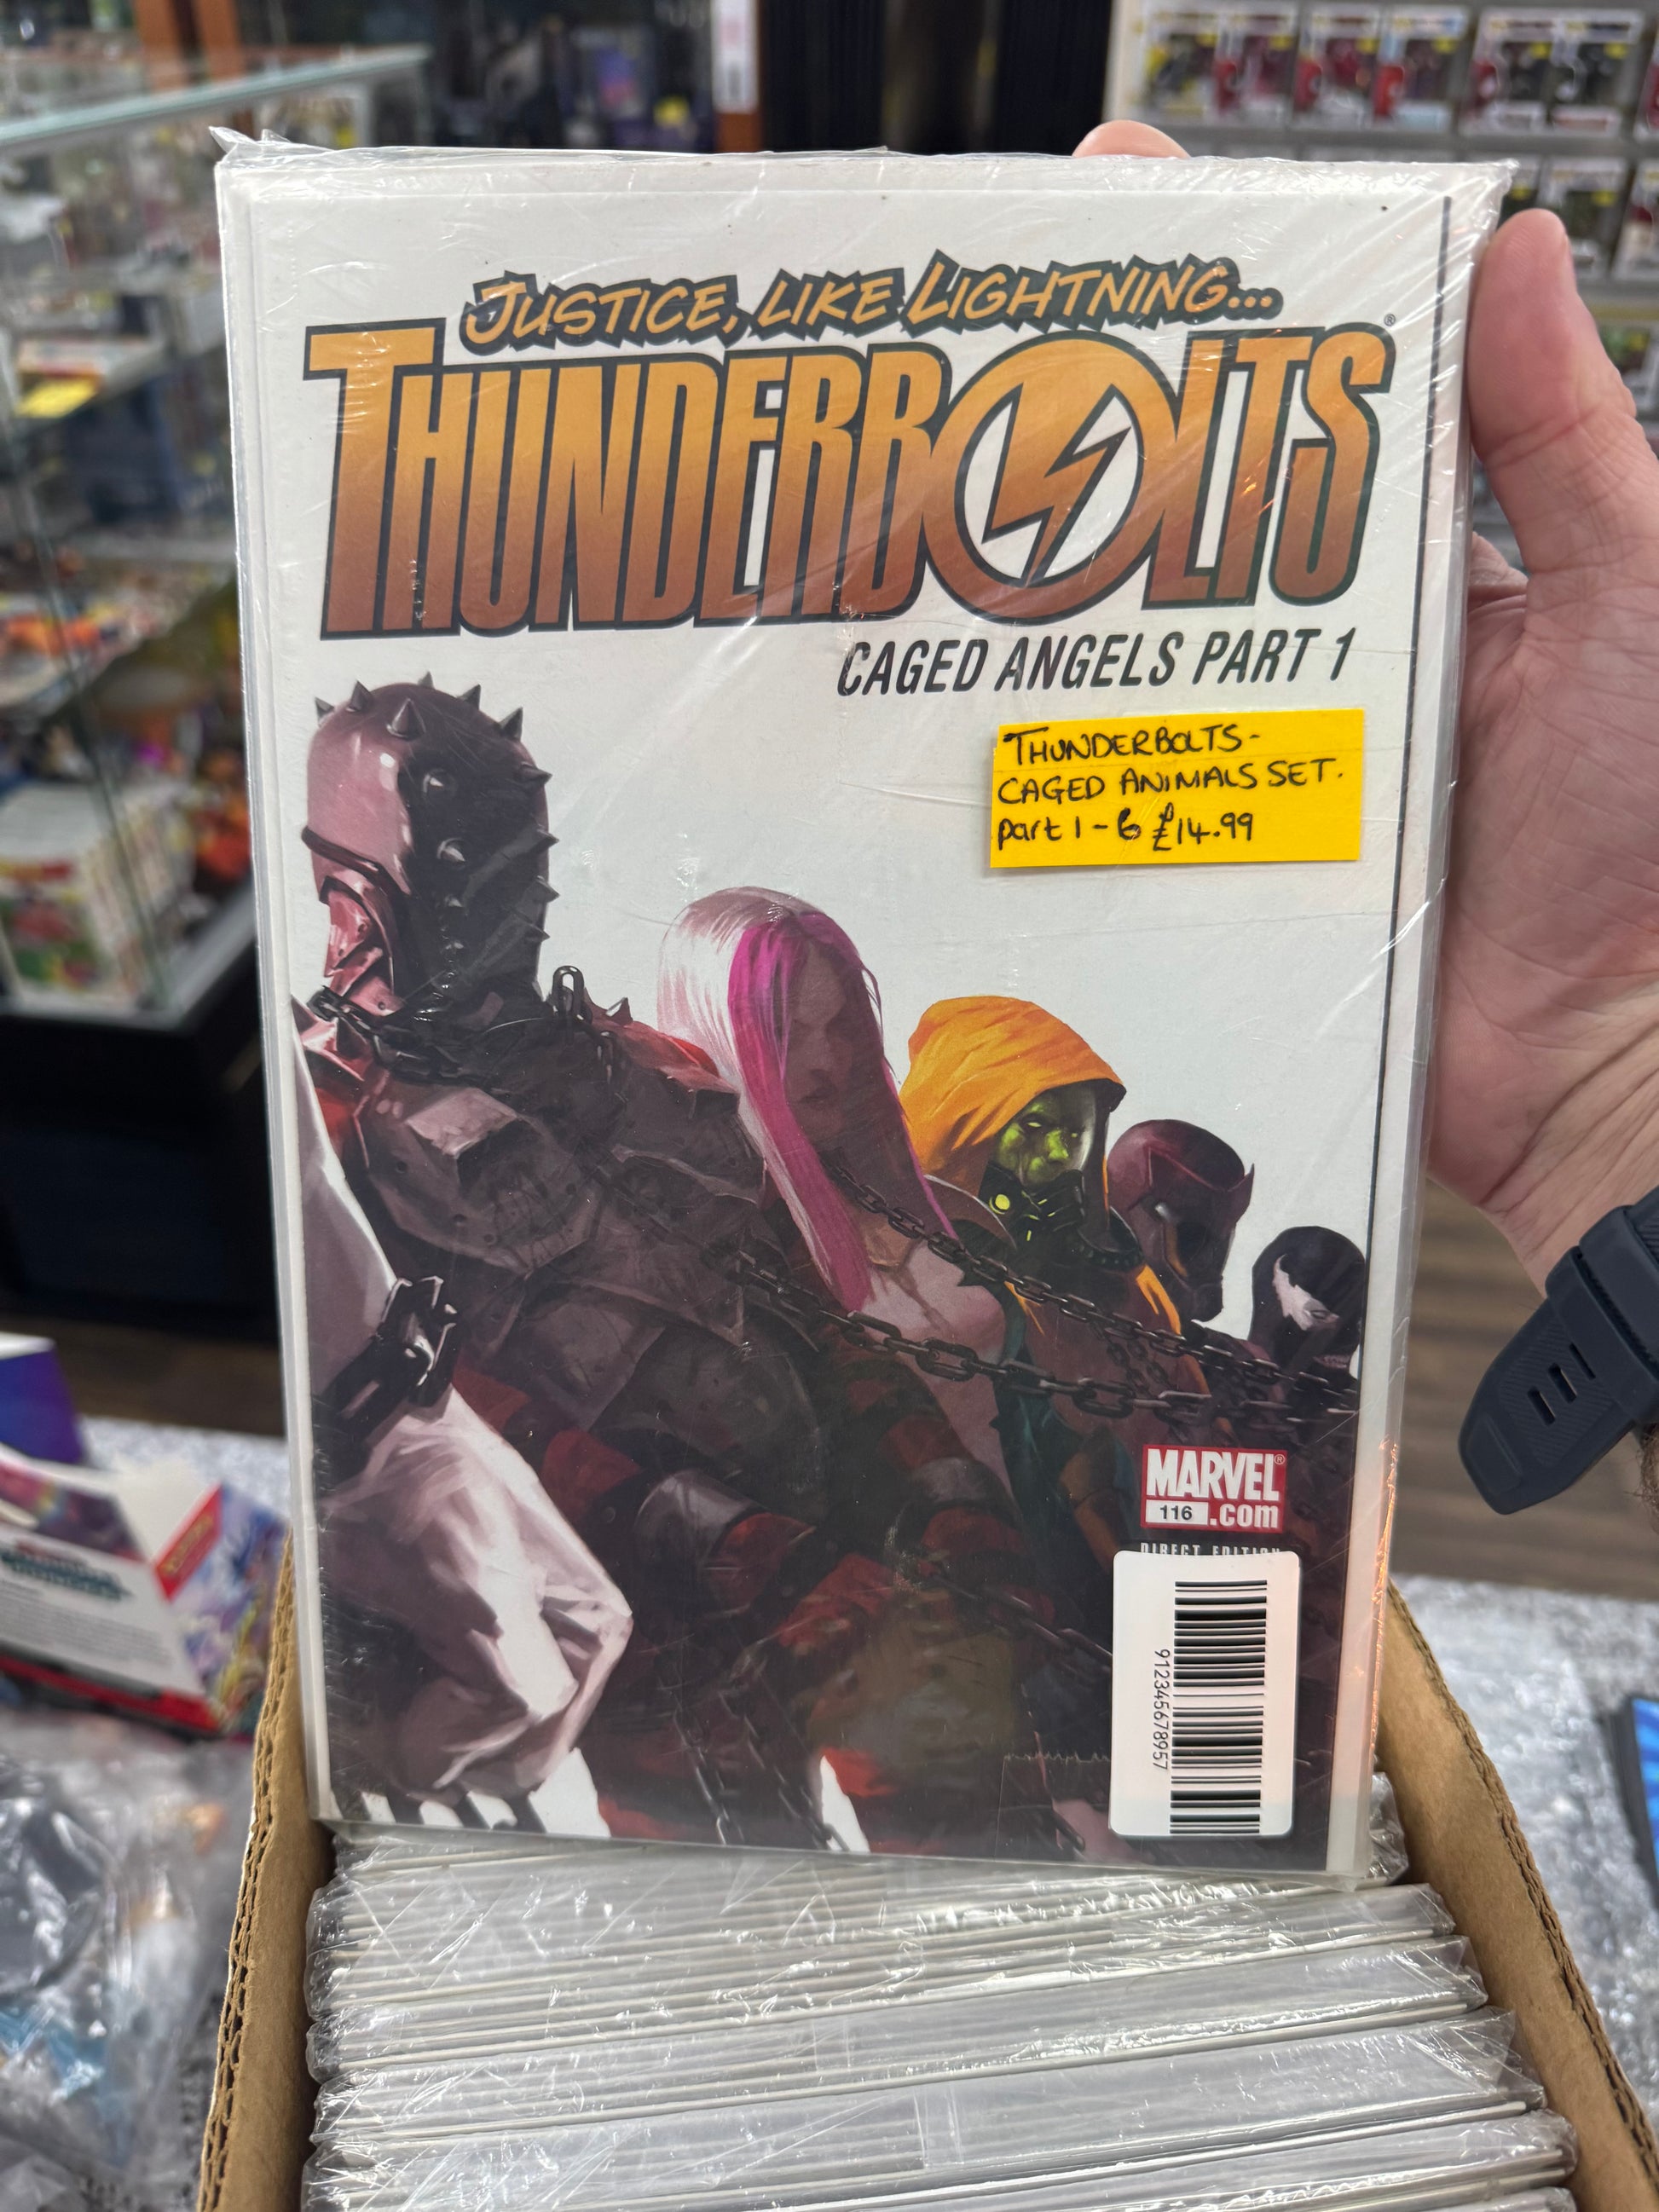 JUSTICE, LIKE LIGHTNING...
THUNDERBOLTS®
CAGED ANGELS PART 1
THUNDERBOLTS-
CAGED ANIMALS SET.
part 1-6 £14.99
MARVEL®
116 .com
DIRECT EDITION
912345678957